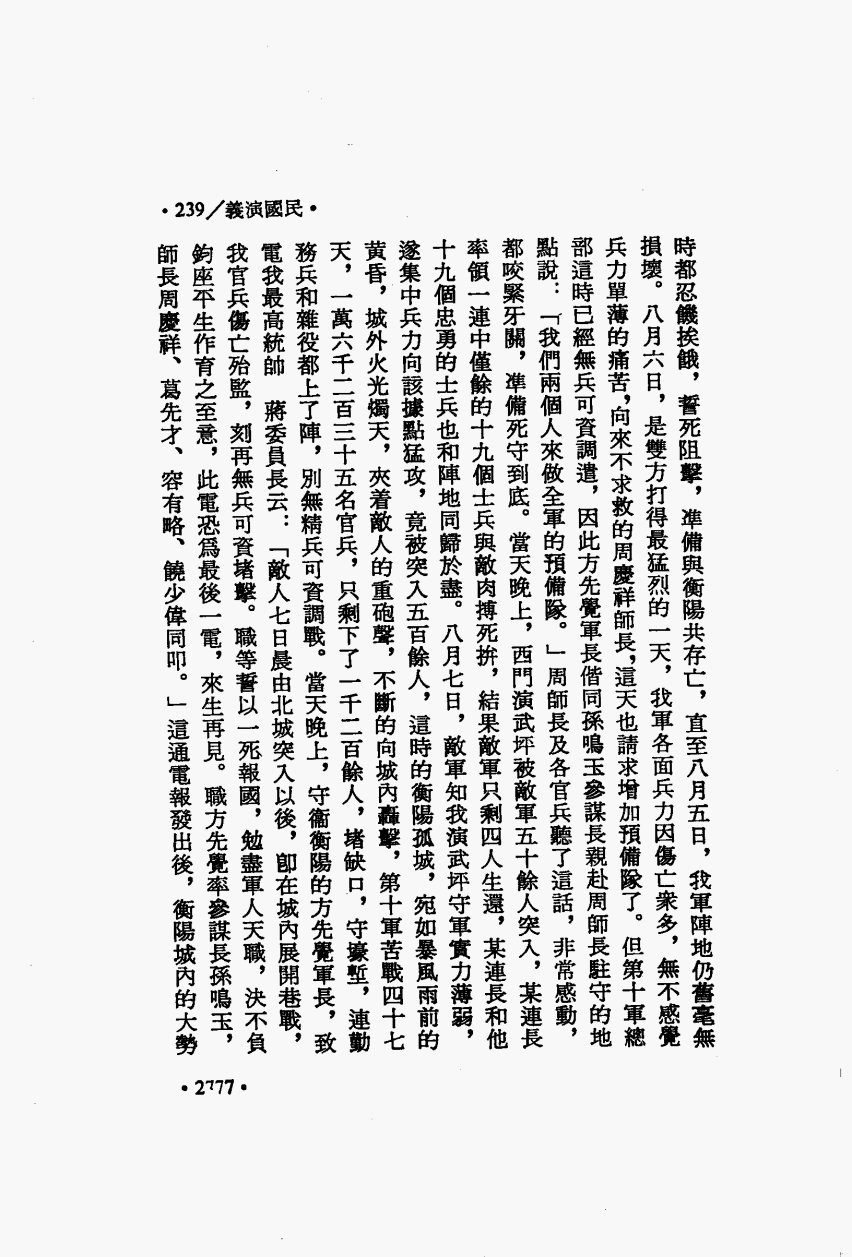 •239／義演國民•
時都忍饑挨餓，誓死阻擊，準備與衡陽共存亡，直至八月五日，我軍陣地仍舊毫無
損壞。八月六日，是雙方打得最猛烈的一天，我軍各面兵力因傷亡衆多，無不感覺
兵力單薄的痛苦，向來不求救的周慶祥師長，這天也請求增加預備隊了。但第十軍總
部這時已經無兵可資調遣，因此方先覺軍長偕同孫鳴玉參謀長親赴周師長駐守的地
點說：「我們兩個人來做全軍的預備隊。」周師長及各官兵聽了這話，非常感動，
都咬緊牙關，準備死守到底。當天晚上，西門演武坪被敵軍五十餘人突入，某連長
率領一連中僅餘的十九個士兵與敵肉搏死拚，結果敵軍只剩四人生還，某連長和他
十九個忠勇的士兵也和陣地同歸於盡。八月七日，敵軍知我演武坪守軍實力薄弱，
遂集中兵力向該據點猛攻，竟被突入五百餘人，這時的衡陽孤城，宛如暴風雨前的
黃昏，城外火光燭天，夾着敵人的重砲聲，不斷的向城內轟擊，第十軍苦戰四十七
天，一萬六千二百三十五名官兵，只剩下了一千二百餘人，堵缺口，守壕塹，連勤
務兵和雜役都上了陣，別無精兵可資調戰。當天晚上，守衞衡陽的方先覺軍長，致
電我最高統帥　蔣委員長云：「敵人七日晨由北城突入以後，卽在城內展開巷戰，
我官兵傷亡殆監，刻再無兵可資堵擊。職等誓以一死報國，勉盡軍人天職，決不負
鈞座平生作育之至意，此電恐爲最後一電，來生再見。職方先覺率參謀長孫鳴玉，
師長周慶祥、葛先才、容有略、饒少偉同叩。」這通電報發出後，衡陽城內的大勢
•2777•